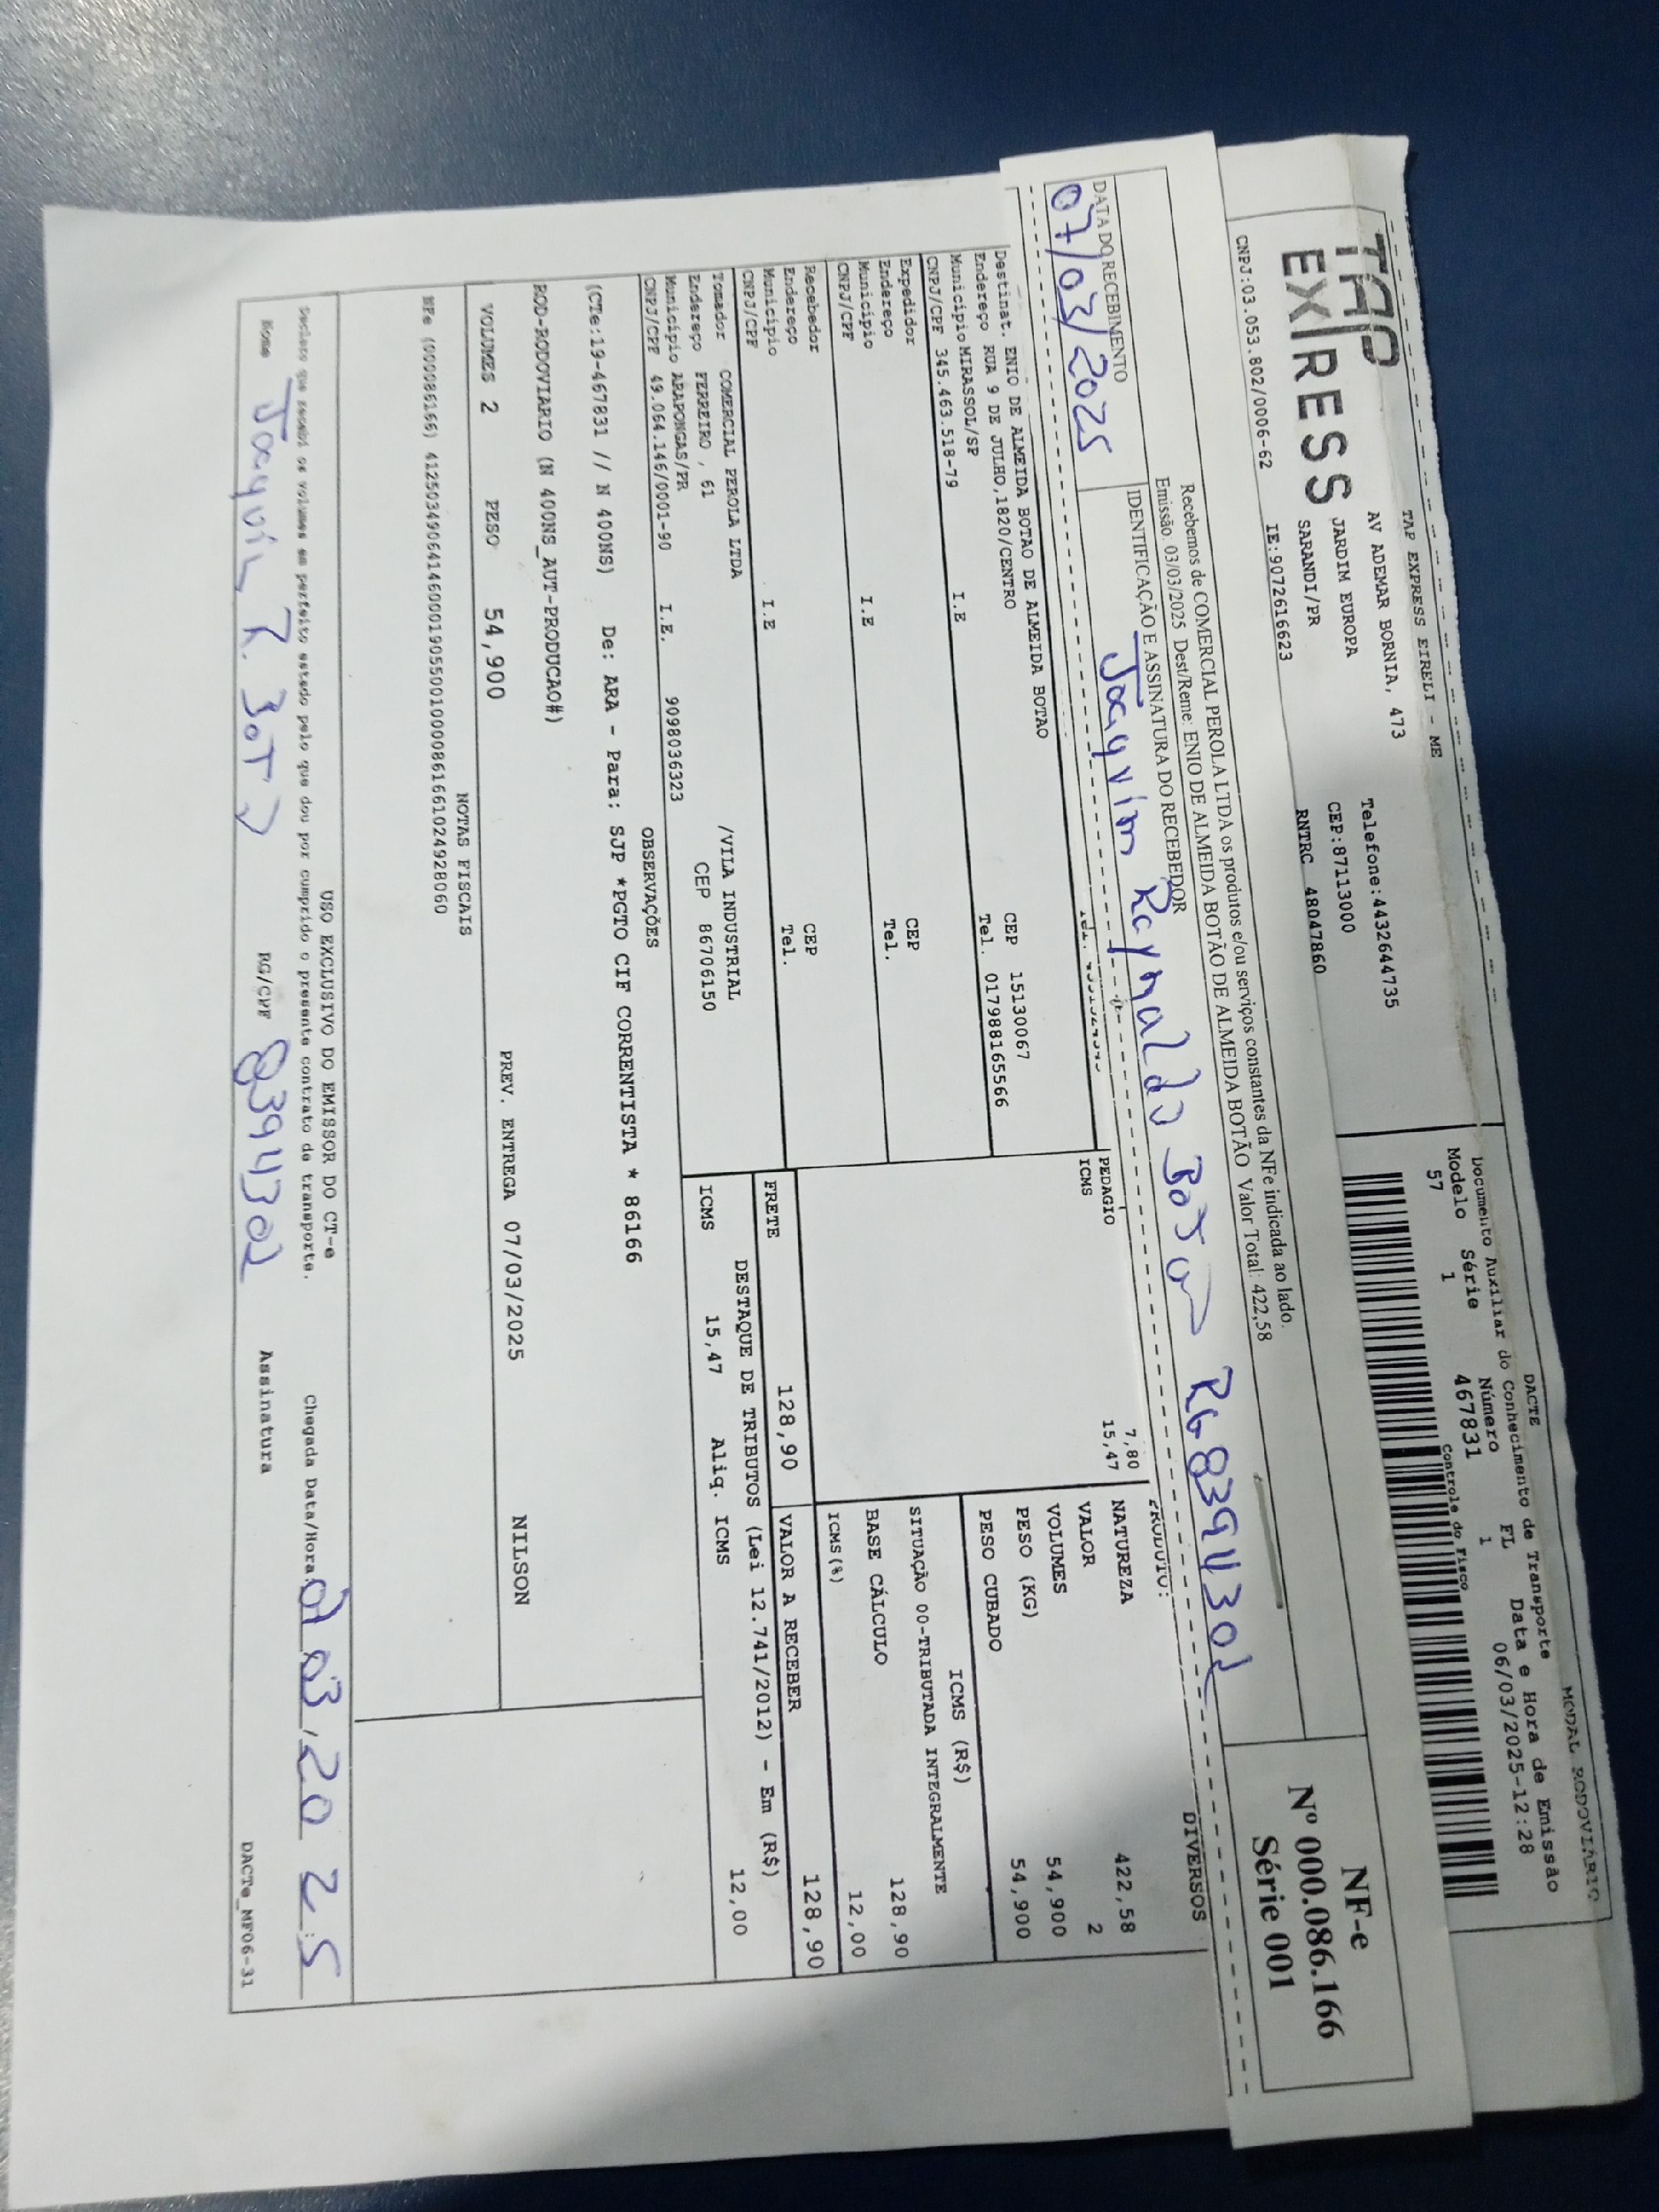 TAP EXPRESS EIRELI - ME
MODAL RODOVIÁRIO
TAP
EXPRESS
AV ADEMAR BORNIA, 473
Telefone:4432644735
JARDIM EUROPA
CEP:87113000
SARANDI/PR
RNTRC 48047860
CNPJ:03.053.802/0006-62
IE:9072616623
DACTE
Documento Auxiliar do Conhecimento de Transporte
Modelo Série Número FL Data e Hora de Emissão
57 1 467831 1 06/03/2025-12:28
Controle do Fisco
Recebemos de COMERCIAL PEROLA LTDA os produtos e/ou serviços constantes da NFe indicada ao lado.
Emissão: 03/03/2025 Dest/Reme: ENIO DE ALMEIDA BOTÃO DE ALMEIDA BOTÃO Valor Total: 422,58
DATA DO RECEBIMENTO
IDENTIFICAÇÃO E ASSINATURA DO RECEBEDOR
07/03/2025
Joaquim Reynaldo Botão RG 8394302
NF-e
Nº 000.086.166
Série 001
PRODUTO: DIVERSOS
PEDAGIO 7,80
ICMS 15,47
NATUREZA
VALOR 422,58
VOLUMES 2
PESO (KG) 54,900
PESO CUBADO 54,900
Destinat. ENIO DE ALMEIDA BOTAO DE ALMEIDA BOTAO
Endereço RUA 9 DE JULHO,1820/CENTRO CEP 15130067
Município MIRASSOL/SP Tel. 017988165566
CNPJ/CPF 345.463.518-79 I.E
ICMS (R$)
SITUAÇÃO 00-TRIBUTADA INTEGRALMENTE
BASE CÁLCULO 128,90
ICMS(%) 12,00
Expedidor
Endereço CEP
Município Tel.
CNPJ/CPF I.E
Recebedor
Endereço CEP
Município Tel.
CNPJ/CPF I.E
FRETE 128,90 VALOR A RECEBER 128,90
Tomador COMERCIAL PEROLA LTDA
Endereço FERREIRO , 61 /VILA INDUSTRIAL
Município ARAPONGAS/PR CEP 86706150
CNPJ/CPF 49.064.146/0001-90 I.E. 9098036323
DESTAQUE DE TRIBUTOS (Lei 12.741/2012) - Em (R$)
ICMS 15,47 Aliq. ICMS 12,00
OBSERVAÇÕES
(CTe:19-467831 // N 400NS) De: ARA - Para: SJP *PGTO CIF CORRENTISTA * 86166
ROD-RODOVIARIO (N 400NS_AUT-PRODUCAO#)
VOLUMES 2 PESO 54,900 PREV. ENTREGA 07/03/2025 NILSON
NOTAS FISCAIS
NFe (000086166) 41250349064146000190550010000861661024928060
USO EXCLUSIVO DO EMISSOR DO CT-e
Declaro que recebi os volumes em perfeito estado pelo que dou por cumprido o presente contrato de transporte. Chegada Data/Hora: 07 03 2025
Nome Joaquim R. Botão RG/CPF 8394302 Assinatura
DACTe_MF06-31